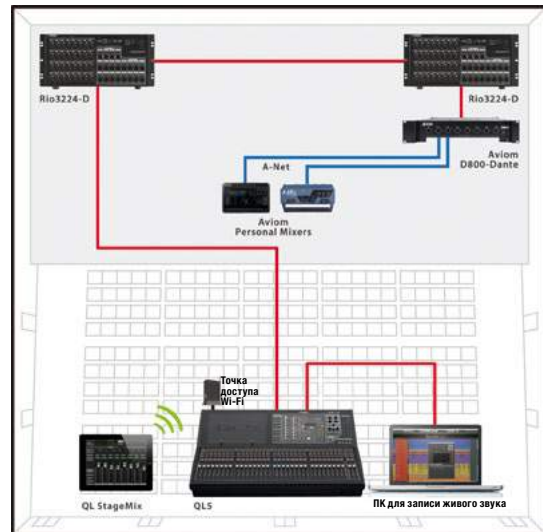 Rio3224-D
Rio3224-D
Aviom
D800-Dante
A-Net
Aviom
Personal Mixers
Точка
доступа
Wi-Fi
QL StageMix
QL5
ПК для записи живого звука